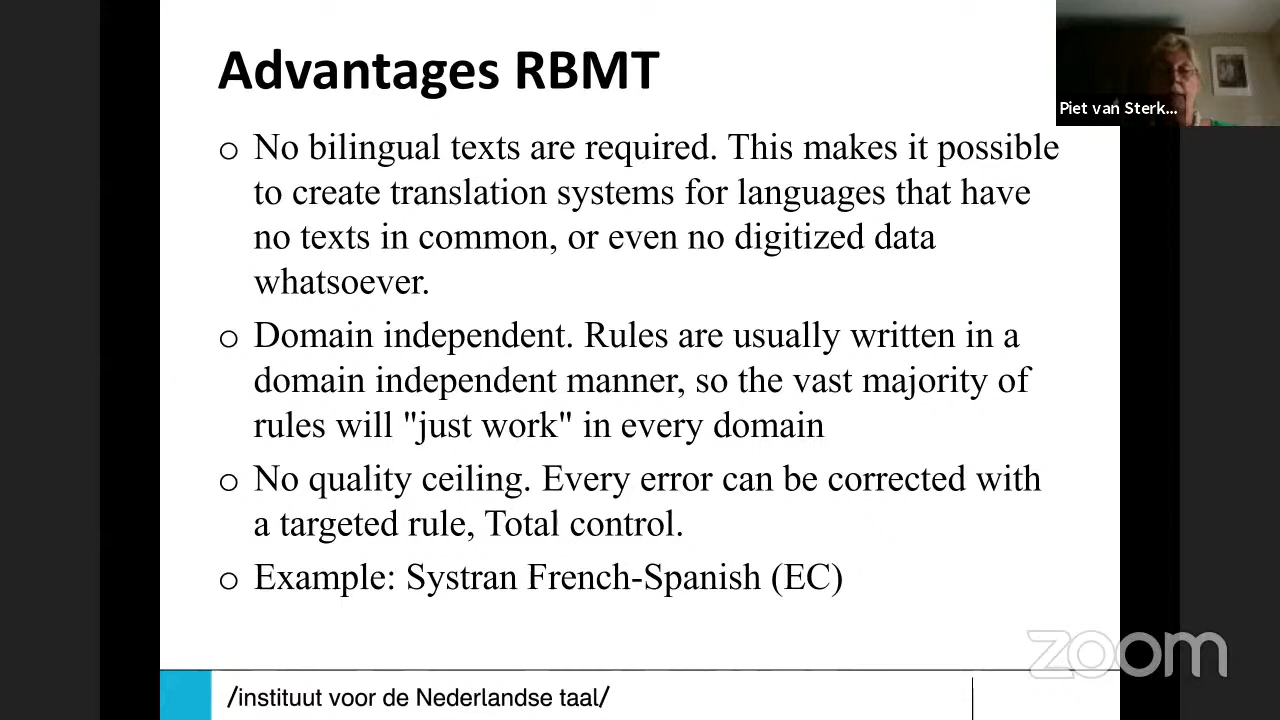 Advantages RBMT
Piet van Sterk...
o No bilingual texts are required. This makes it possible
to create translation systems for languages that have
no texts in common, or even no digitized data
whatsoever.
o Domain independent. Rules are usually written in a
domain independent manner, so the vast majority of
rules will "just work" in every domain
o No quality ceiling. Every error can be corrected with
a targeted rule, Total control.
o Example: Systran French-Spanish (EC)
zoom
/instituut voor de Nederlandse taal/